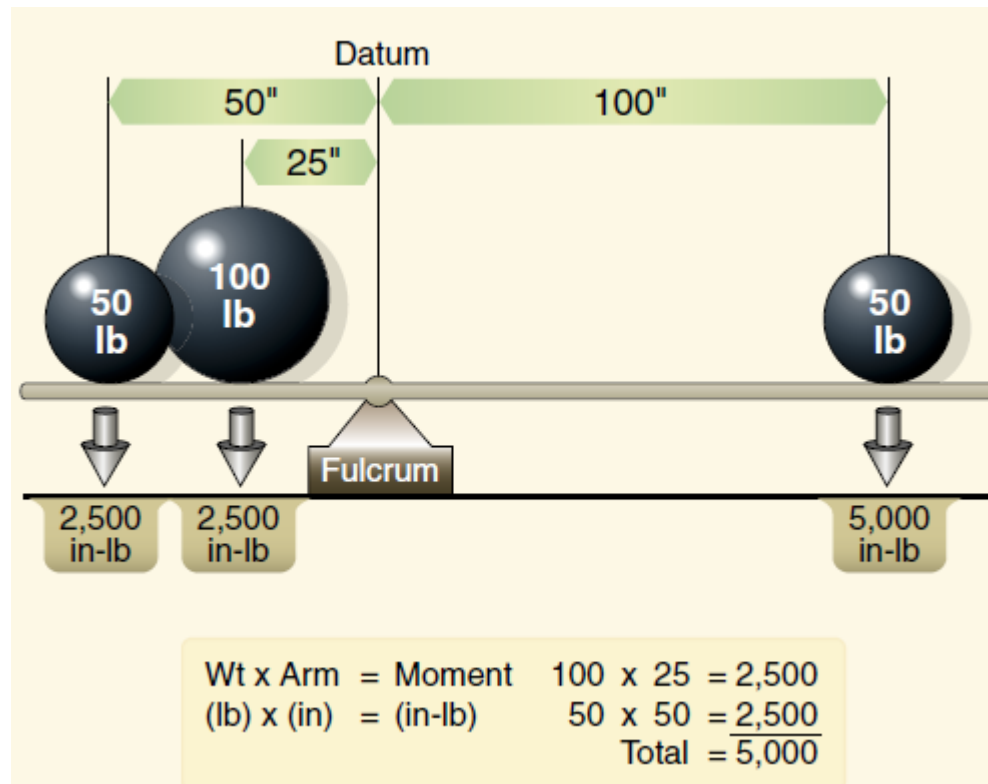 Datum
50"
100"
25"
50
lb
100
lb
50
lb
Fulcrum
2,500
in-lb
2,500
in-lb
5,000
in-lb
Wt x Arm = Moment 100 x 25 = 2,500
(lb) x (in) = (in-lb) 50 x 50 = 2,500
Total = 5,000